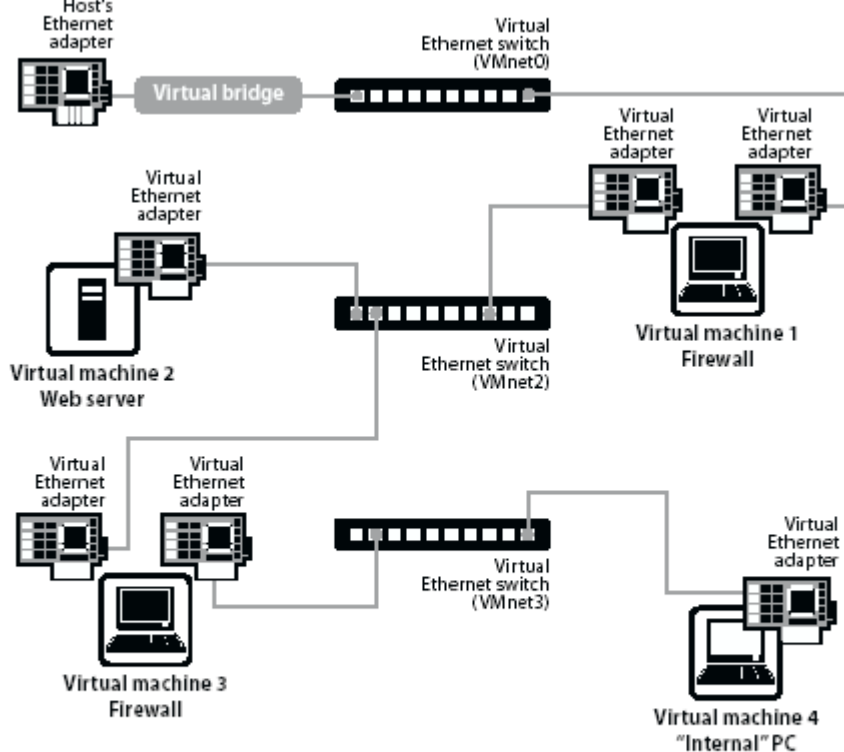 Host's
Ethernet
adapter
Virtual bridge
Virtual
Ethernet switch
(VMnet0)
Virtual
Ethernet
adapter
Virtual
Ethernet
adapter
Virtual machine 1
Firewall
Virtual
Ethernet
adapter
Virtual machine 2
Web server
Virtual
Ethernet switch
(VMnet2)
Virtual
Ethernet
adapter
Virtual
Ethernet
adapter
Virtual machine 3
Firewall
Virtual
Ethernet switch
(VMnet3)
Virtual
Ethernet
adapter
Virtual machine 4
“Internal” PC